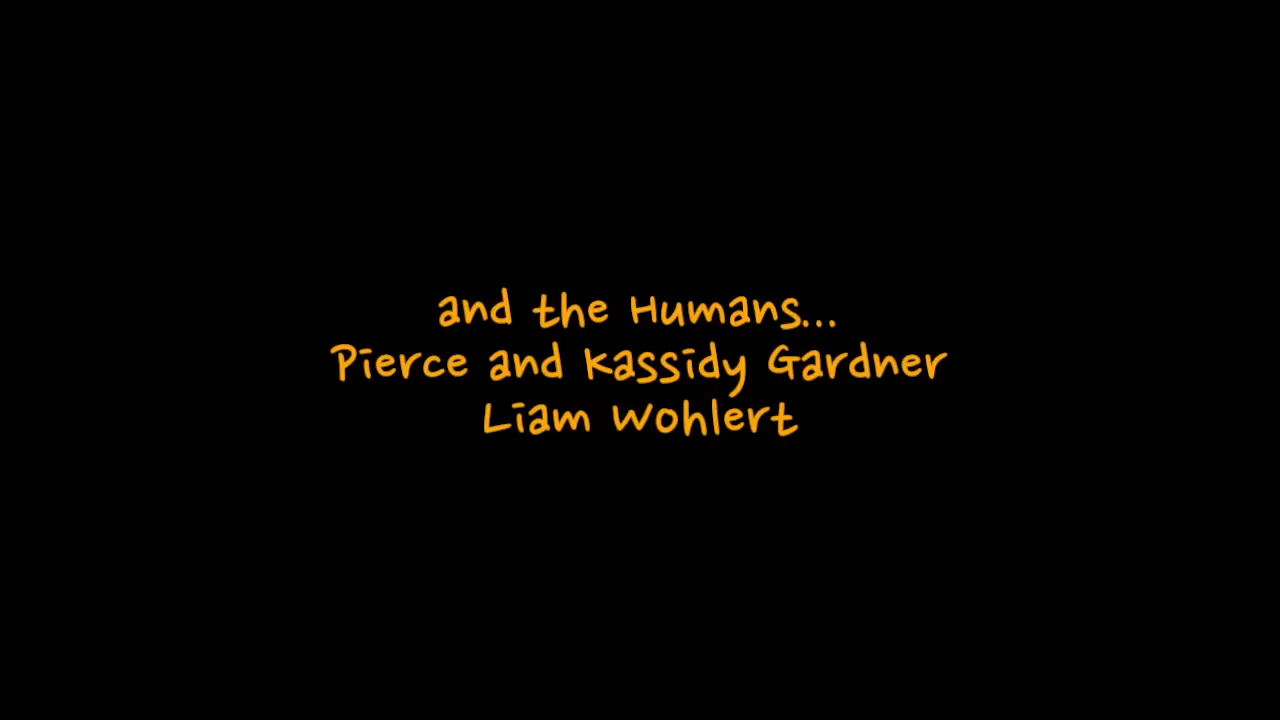 and the Humans...
Pierce and Kassidy Gardner
Liam Wohlert